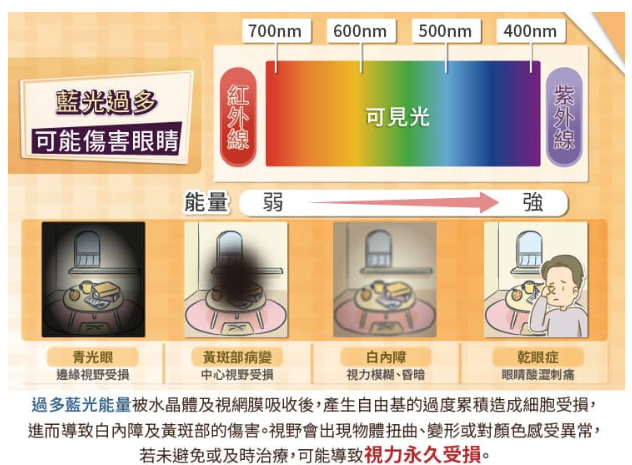 700nm 600nm 500nm 400nm
藍光過多
可能傷害眼睛
紅外線
可見光
紫外線
能量 弱 強
青光眼
邊緣視野受損
黃斑部病變
中心視野受損
白內障
視力模糊、昏暗
乾眼症
眼睛酸澀刺痛
過多藍光能量被水晶體及視網膜吸收後，產生自由基的過度累積造成細胞受損，
進而導致白內障及黃斑部的傷害。視野會出現物體扭曲、變形或對顏色感受異常，
若未避免或及時治療，可能導致視力永久受損。